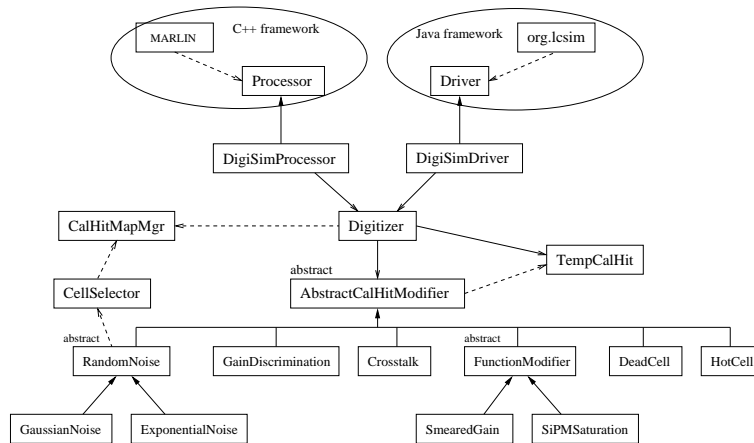 C++ framework
MARLIN
Processor
Java framework
org.lcsim
Driver
DigiSimProcessor
DigiSimDriver
CalHitMapMgr
Digitizer
TempCalHit
abstract
CellSelector
AbstractCalHitModifier
abstract
RandomNoise
GainDiscrimination
Crosstalk
abstract
FunctionModifier
DeadCell
HotCell
GaussianNoise
ExponentialNoise
SmearedGain
SiPMSaturation